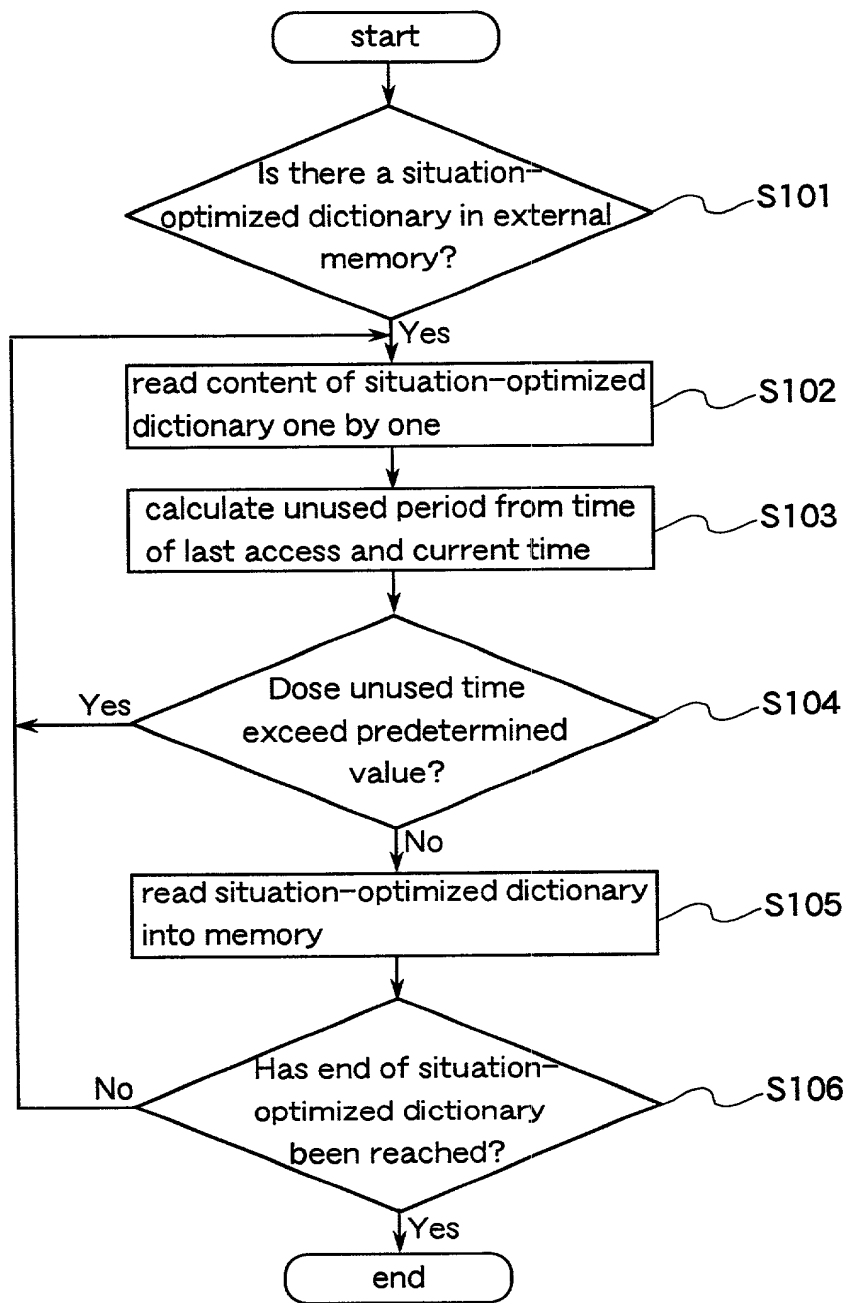 start
Is there a situation-
optimized dictionary in external
memory?
S101
Yes
read content of situation-optimized
dictionary one by one
S102
calculate unused period from time
of last access and current time
S103
Dose unused time
exceed predetermined
value?
S104
Yes
No
read situation-optimized dictionary
into memory
S105
Has end of situation-
optimized dictionary
been reached?
S106
No
Yes
end